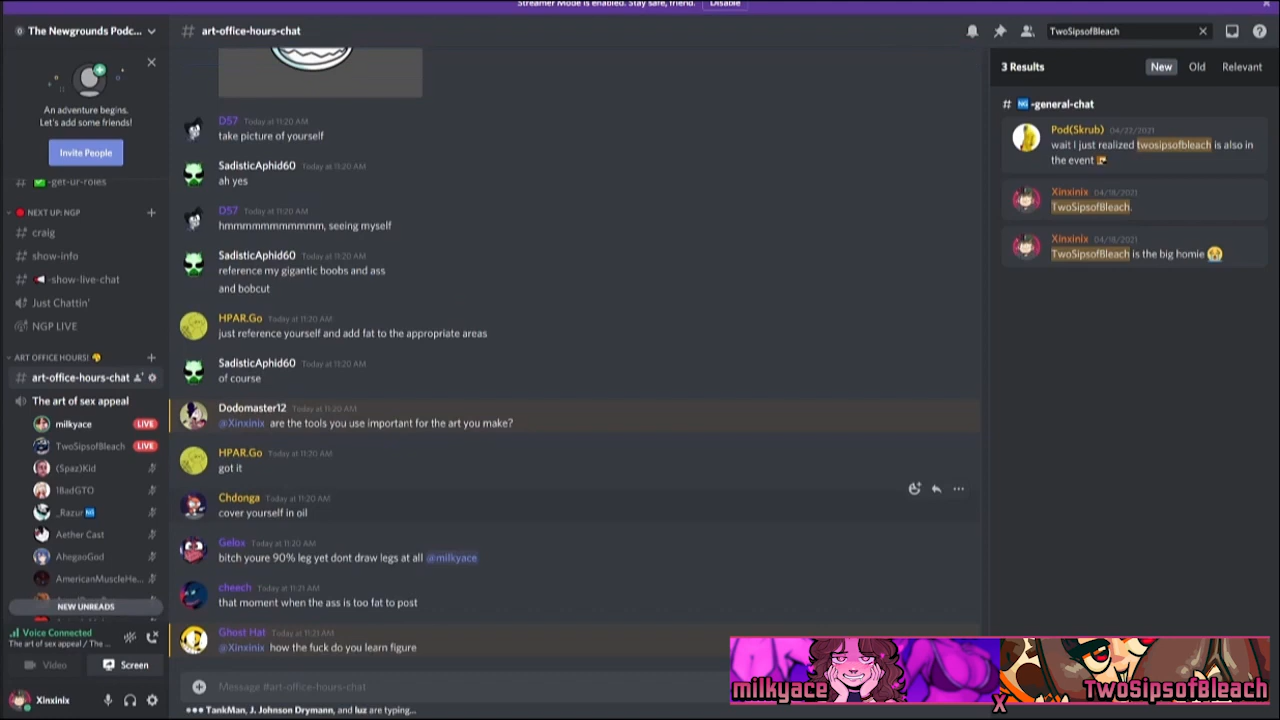 Streamer Mode is enabled. Stay safe, friend. Disable
The Newgrounds Podc...
An adventure begins.
Let's add some friends!
Invite People
-get-ur-roles
NEXT UP: NGP
craig
show-info
-show-live-chat
Just Chattin'
NGP LIVE
ART OFFICE HOURS!
art-office-hours-chat
The art of sex appeal
milkyace LIVE
TwoSipsofBleach LIVE
(Spaz)Kid
18adGTO
_Razur NG
Aether Cast
AhegaoGod
AmericanMuscleHe...
NEW UNREADS
Voice Connected
The art of sex appeal / The ...
Video Screen
Xinxinix
# art-office-hours-chat
D57 Today at 11:20 AM
take picture of yourself
SadisticAphid60 Today at 11:20 AM
ah yes
D57 Today at 11:20 AM
hmmmmmmmmmm, seeing myself
SadisticAphid60 Today at 11:20 AM
reference my gigantic boobs and ass
and bobcut
HPAR.Go Today at 11:20 AM
just reference yourself and add fat to the appropriate areas
SadisticAphid60 Today at 11:20 AM
of course
Dodomaster12 Today at 11:20 AM
@Xinxinix are the tools you use important for the art you make?
HPAR.Go Today at 11:20 AM
got it
Chdonga Today at 11:20 AM
cover yourself in oil
Gelox Today at 11:20 AM
bitch youre 90% leg yet dont draw legs at all @milkyace
cheech Today at 11:21 AM
that moment when the ass is too fat to post
Ghost Hat Today at 11:21 AM
@Xinxinix how the fuck do you learn figure
Message #art-office-hours-chat
TankMan, J. Johnson Drymann, and luz are typing...
TwoSipsofBleach
3 Results New Old Relevant
# NG -general-chat
Pod(Skrub) 04/22/2021
wait I just realized twosipsofbleach is also in
the event
Xinxinix 04/18/2021
TwoSipsofBleach.
Xinxinix 04/18/2021
TwoSipsofBleach is the big homie
milkyace
X
TwoSipsofBleach